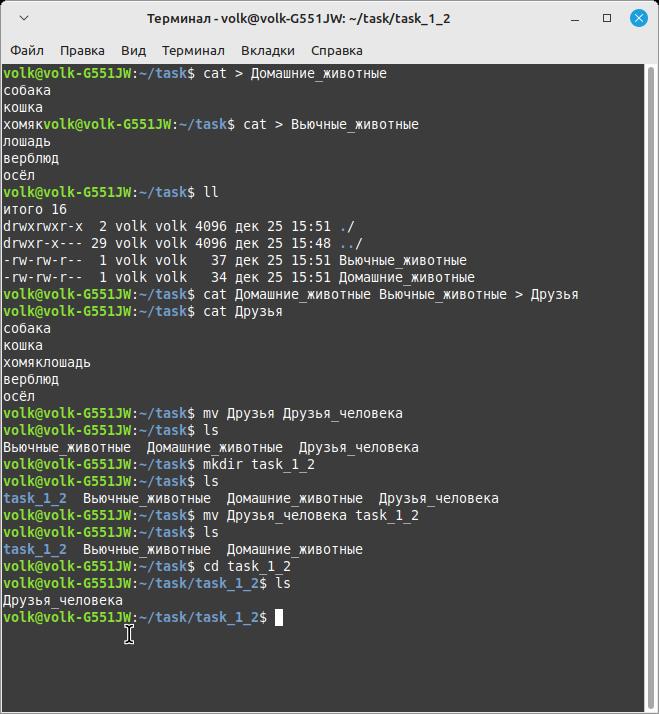 Терминал - volk@volk-G551JW: ~/task/task_1_2
Файл Правка Вид Терминал Вкладки Справка
volk@volk-G551JW:~/task$ cat > Домашние_животные
собака
кошка
хомякvolk@volk-G551JW:~/task$ cat > Вьючные_животные
лошадь
верблюд
осёл
volk@volk-G551JW:~/task$ ll
итого 16
drwxrwxr-x  2 volk volk 4096 дек 25 15:51 ./
drwxr-x--- 29 volk volk 4096 дек 25 15:48 ../
-rw-rw-r--  1 volk volk   37 дек 25 15:51 Вьючные_животные
-rw-rw-r--  1 volk volk   34 дек 25 15:51 Домашние_животные
volk@volk-G551JW:~/task$ cat Домашние_животные Вьючные_животные > Друзья
volk@volk-G551JW:~/task$ cat Друзья
собака
кошка
хомяклошадь
верблюд
осёл
volk@volk-G551JW:~/task$ mv Друзья Друзья_человека
volk@volk-G551JW:~/task$ ls
Вьючные_животные  Домашние_животные  Друзья_человека
volk@volk-G551JW:~/task$ mkdir task_1_2
volk@volk-G551JW:~/task$ ls
task_1_2  Вьючные_животные  Домашние_животные  Друзья_человека
volk@volk-G551JW:~/task$ mv Друзья_человека task_1_2
volk@volk-G551JW:~/task$ ls
task_1_2  Вьючные_животные  Домашние_животные
volk@volk-G551JW:~/task$ cd task_1_2
volk@volk-G551JW:~/task/task_1_2$ ls
Друзья_человека
volk@volk-G551JW:~/task/task_1_2$